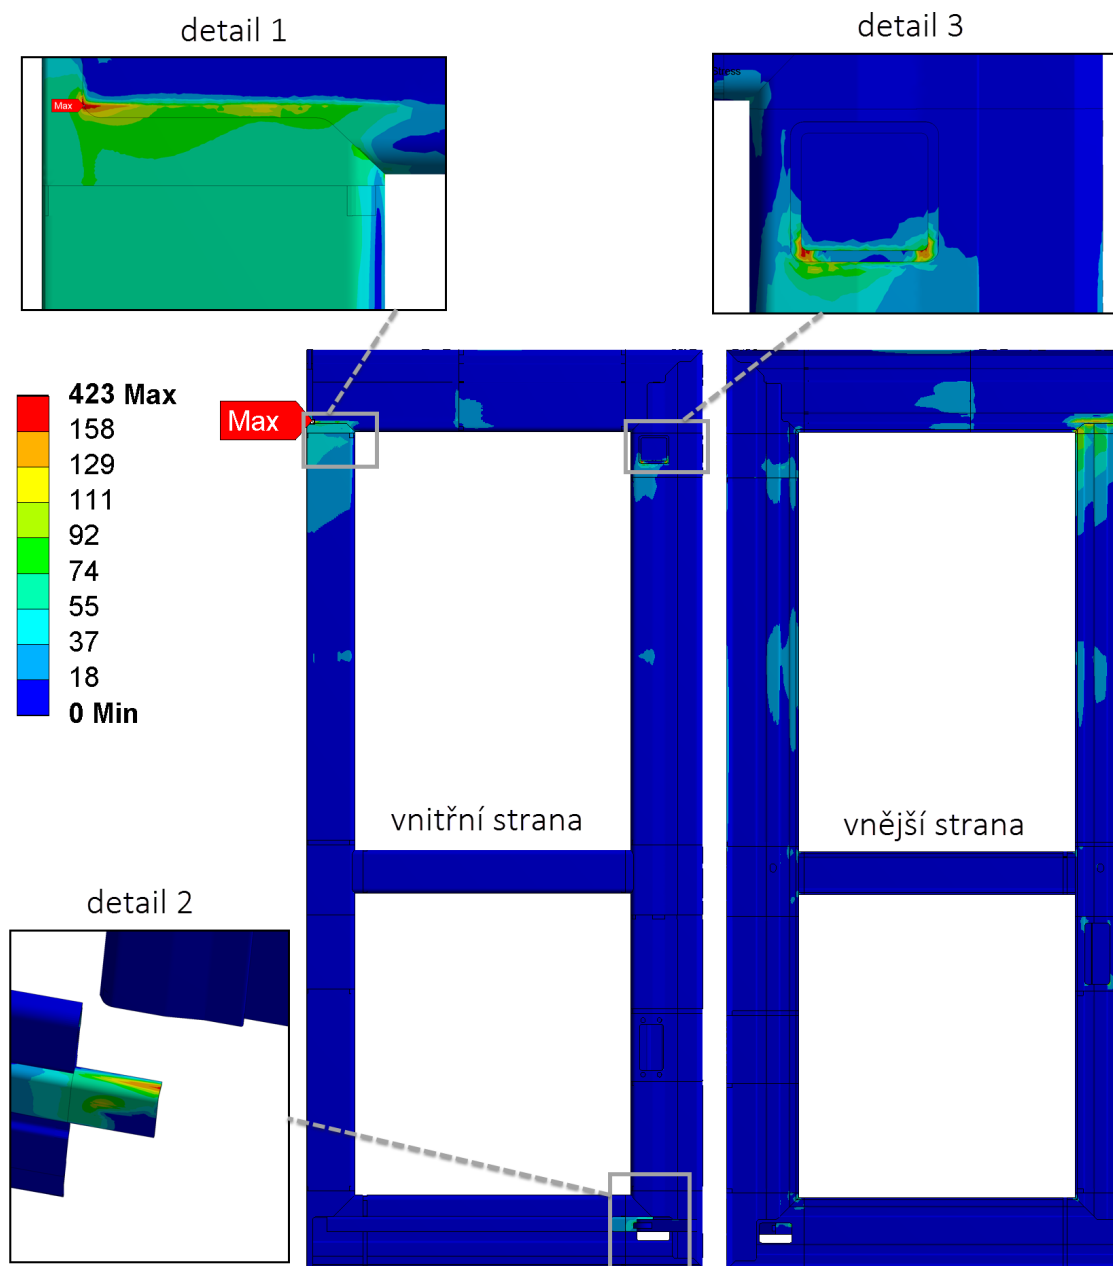 detail 1
detail 3
Max
423 Max
158
129
111
92
74
55
37
18
0 Min
Max
vnitřní strana
vnější strana
detail 2